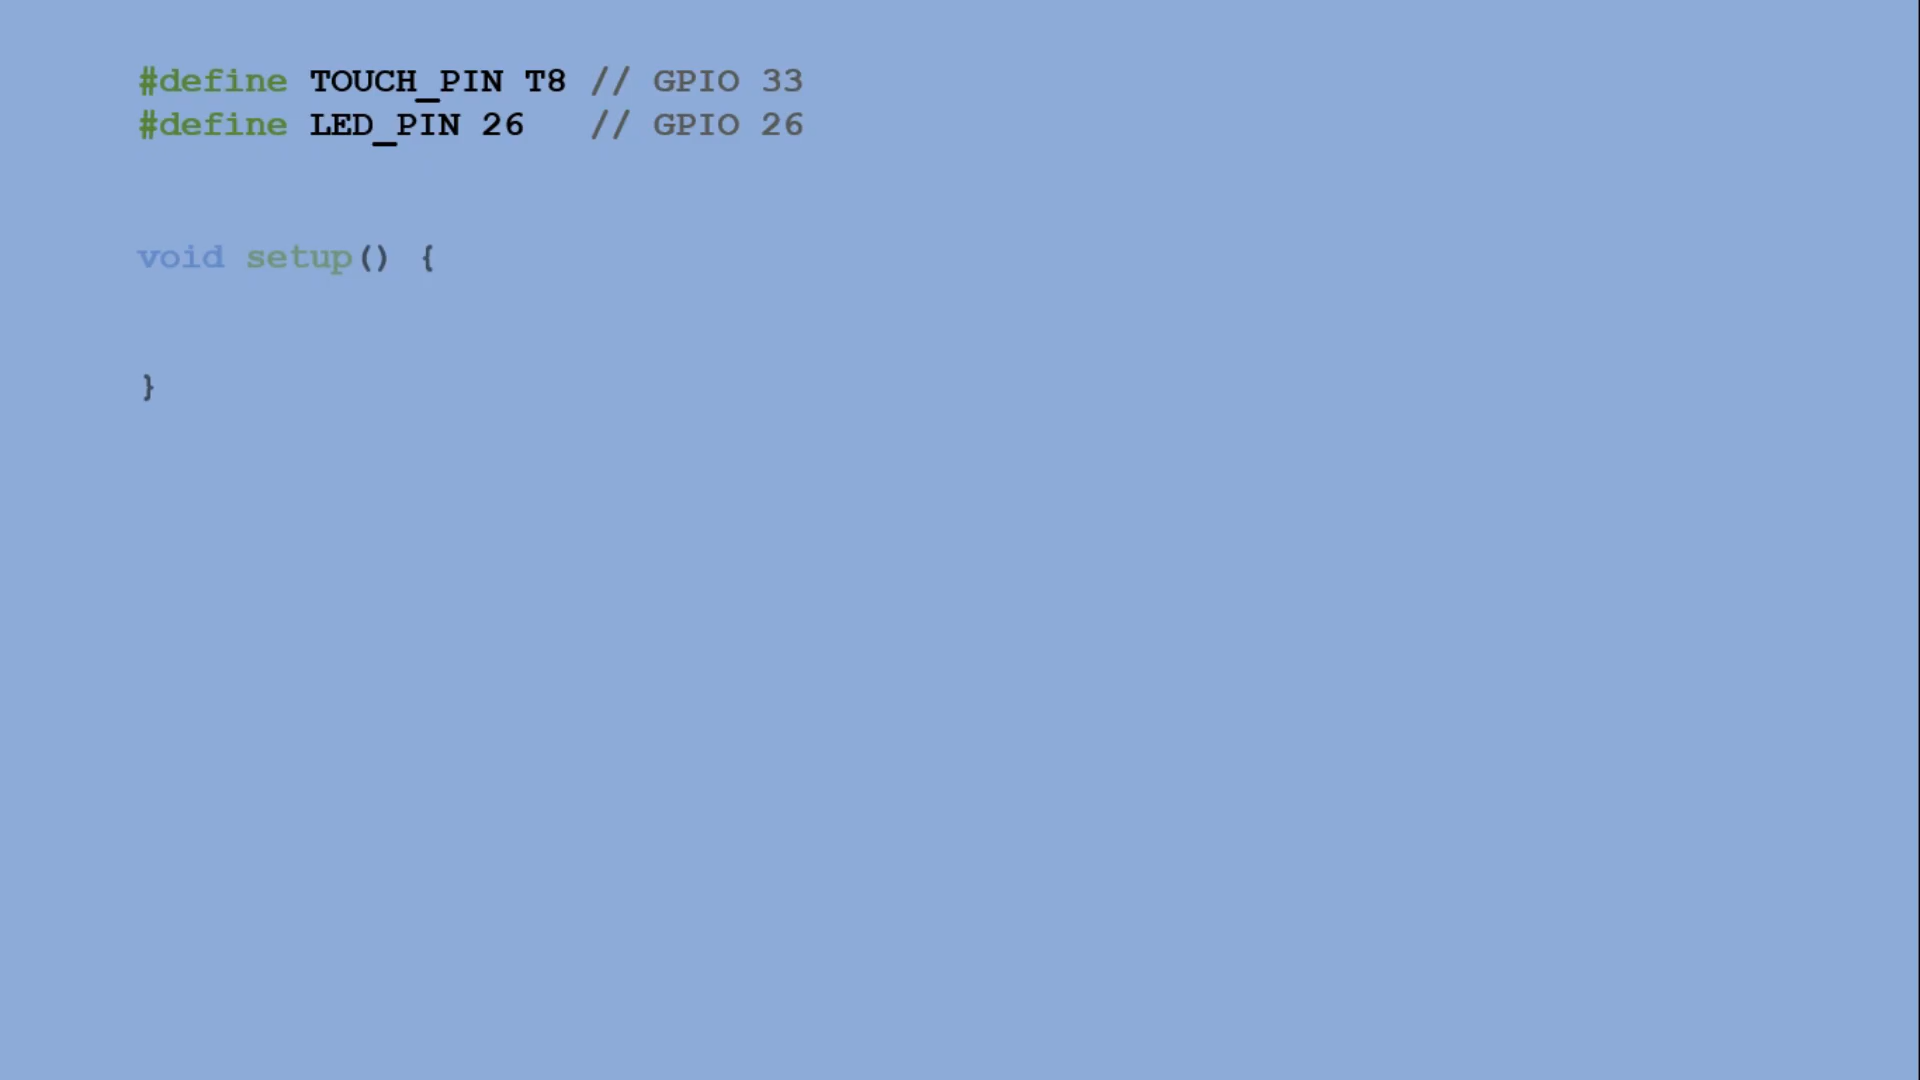 #define TOUCH_PIN T8 // GPIO 33
#define LED_PIN 26   // GPIO 26
void setup() {
}